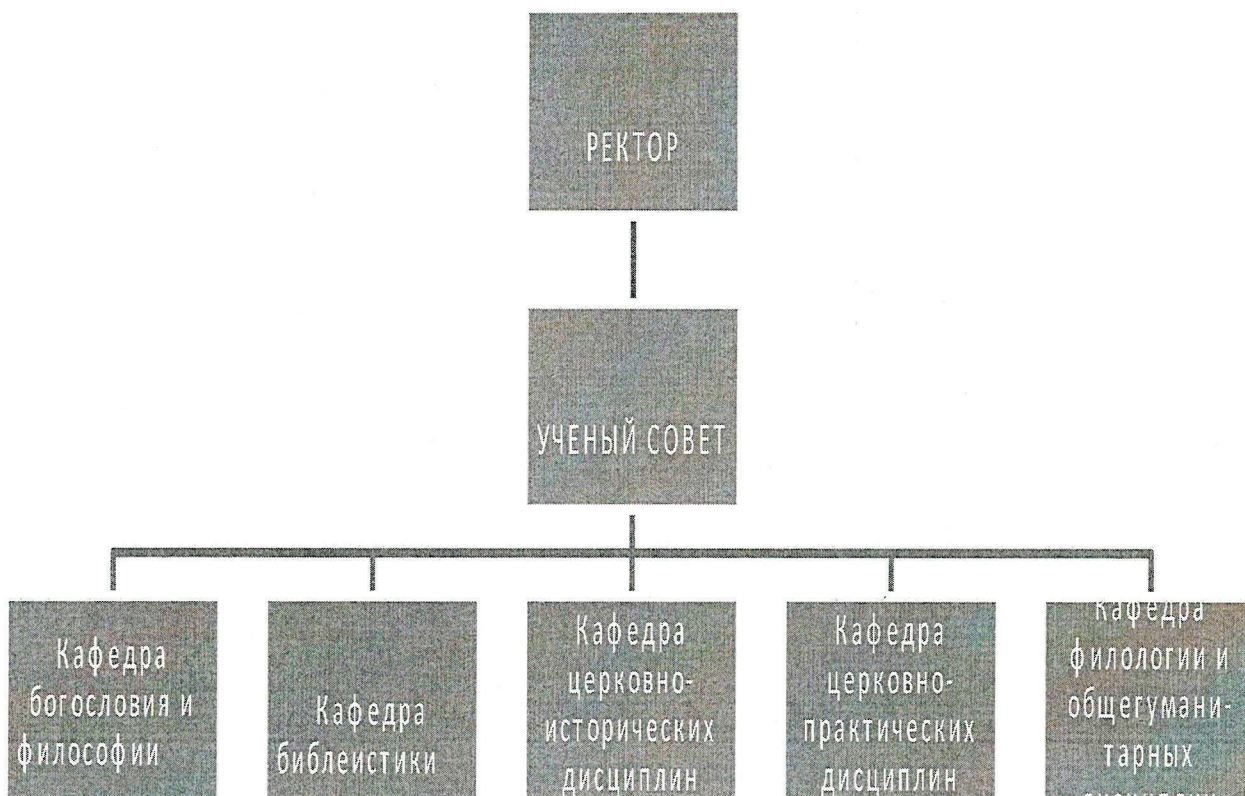 РЕКТОР
УЧЕНЫЙ СОВЕТ
Кафедра
богословия и
философии
Кафедра
библеистики
Кафедра
церковно-
исторических
дисциплин
Кафедра
церковно-
практических
дисциплин
Кафедра
филологии и
общегумани-
тарных